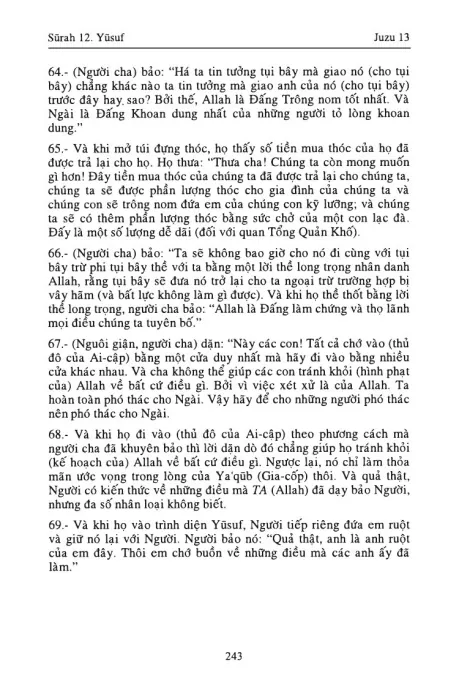 Sūrah 12. Yūsuf Juzu 13
64.- (Người cha) bảo: “Há ta tin tưởng tụi bây mà giao nó (cho tụi
bây) chẳng khác nào ta tin tưởng mà giao anh của nó (cho tụi bây)
trước đây hay sao? Bởi thế, Allah là Đấng Trông nom tốt nhất. Và
Ngài là Đấng Khoan dung nhất của những người tỏ lòng khoan
dung.”
65.- Và khi mở túi đựng thóc, họ thấy số tiền mua thóc của họ đã
được trả lại cho họ. Họ thưa: “Thưa cha! Chúng ta còn mong muốn
gì hơn! Đây tiền mua thóc của chúng ta đã được trả lại cho chúng ta,
chúng ta sẽ được phần lượng thóc cho gia đình của chúng ta và
chúng con sẽ trông nom đứa em của chúng con kỹ lưỡng; và chúng
ta sẽ có thêm phần lượng thóc bằng sức chở của một con lạc đà.
Đấy là một số lượng dễ dãi (đối với quan Tổng Quản Khố).
66.- (Người cha) bảo: “Ta sẽ không bao giờ cho nó đi cùng với tụi
bây trừ phi tụi bây thề với ta bằng một lời thề long trọng nhân danh
Allah, rằng tụi bây sẽ đưa nó trở lại cho ta ngoại trừ trường hợp bị
vây hãm (và bất lực không làm gì được). Và khi họ thề thốt bằng lời
thề long trọng, người cha bảo: “Allah là Đấng làm chứng và thọ lãnh
mọi điều chúng ta tuyên bố.”
67.- (Nguôi giận, người cha) dặn: “Này các con! Tất cả chớ vào (thủ
đô của Ai-cập) bằng một cửa duy nhất mà hãy đi vào bằng nhiều
cửa khác nhau. Và cha không thể giúp các con tránh khỏi (hình phạt
của) Allah về bất cứ điều gì. Bởi vì việc xét xử là của Allah. Ta
hoàn toàn phó thác cho Ngài. Vậy hãy để cho những người phó thác
nên phó thác cho Ngài.
68.- Và khi họ đi vào (thủ đô của Ai-cập) theo phương cách mà
người cha đã khuyên bảo thì lời dặn dò đó chẳng giúp họ tránh khỏi
(kế hoạch của) Allah về bất cứ điều gì. Ngược lại, nó chỉ làm thỏa
mãn ước vọng trong lòng của Ya'qūb (Gia-cốp) thôi. Và quả thật,
Người có kiến thức về những điều mà TA (Allah) đã dạy bảo Người,
nhưng đa số nhân loại không biết.
69.- Và khi họ vào trình diện Yūsuf, Người tiếp riêng đứa em ruột
và giữ nó lại với Người. Người bảo nó: “Quả thật, anh là anh ruột
của em đây. Thôi em chớ buồn về những điều mà các anh ấy đã
làm.”
243